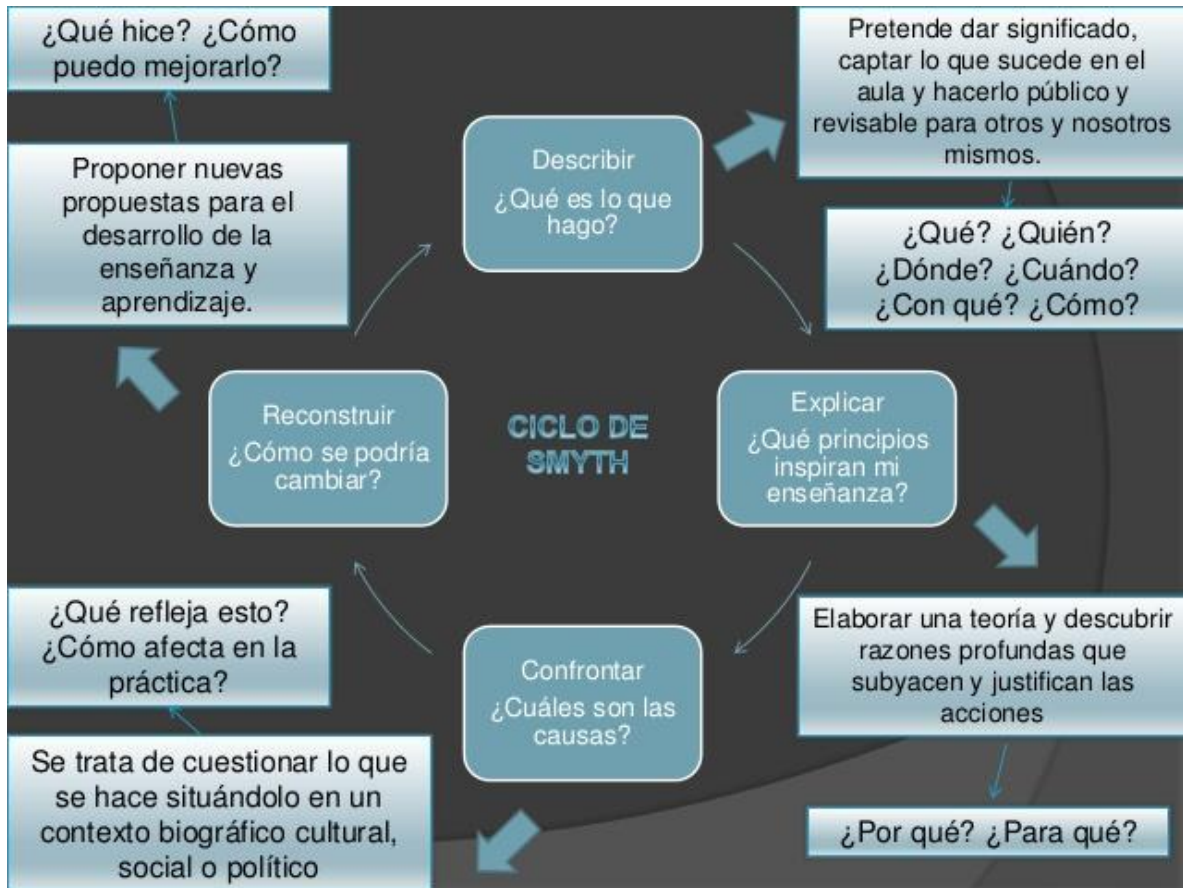 ¿Qué hice? ¿Cómo
puedo mejorarlo?
Proponer nuevas
propuestas para el
desarrollo de la
enseñanza y
aprendizaje.
Describir
¿Qué es lo que
hago?
Pretende dar significado,
captar lo que sucede en el
aula y hacerlo público y
revisable para otros y nosotros
mismos.
¿Qué? ¿Quién?
¿Dónde? ¿Cuándo?
¿Con qué? ¿Cómo?
Reconstruir
¿Cómo se podría
cambiar?
CICLO DE
SMYTH
Explicar
¿Qué principios
inspiran mi
enseñanza?
¿Qué refleja esto?
¿Cómo afecta en la
práctica?
Se trata de cuestionar lo que
se hace situándolo en un
contexto biográfico cultural,
social o político
Confrontar
¿Cuáles son las
causas?
Elaborar una teoría y descubrir
razones profundas que
subyacen y justifican las
acciones
¿Por qué? ¿Para qué?